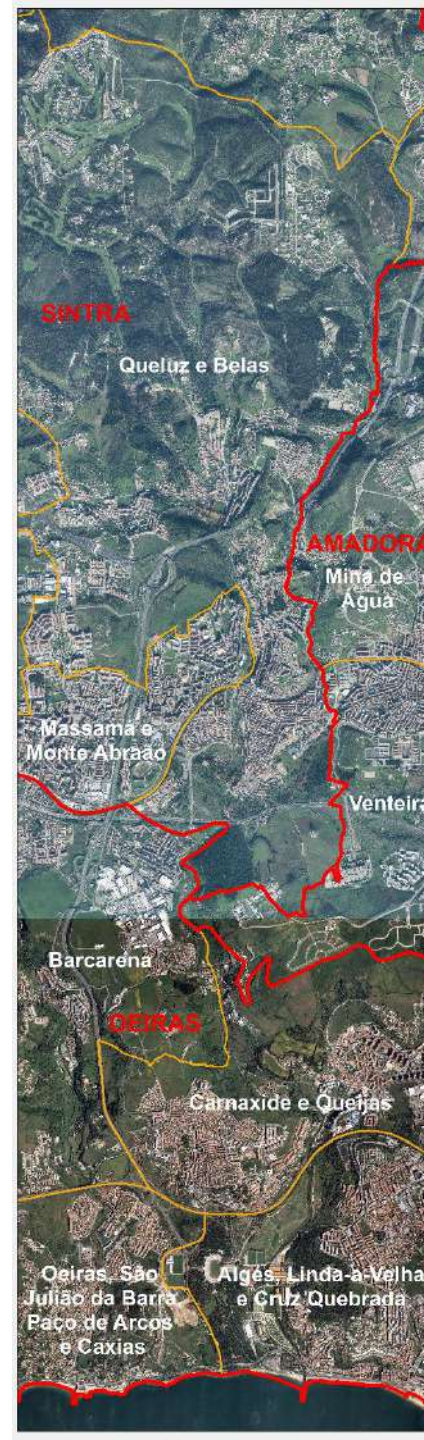 SINTRA
Queluz e Belas
AMADORA
Mina de
Água
Massamá e
Monte Abraão
Venteira
Barcarena
OEIRAS
Carnaxide e Queijas
Oeiras, São
Julião da Barra,
Paço de Arcos
e Caxias
Algés, Linda-a-Velha
e Cruz Quebrada